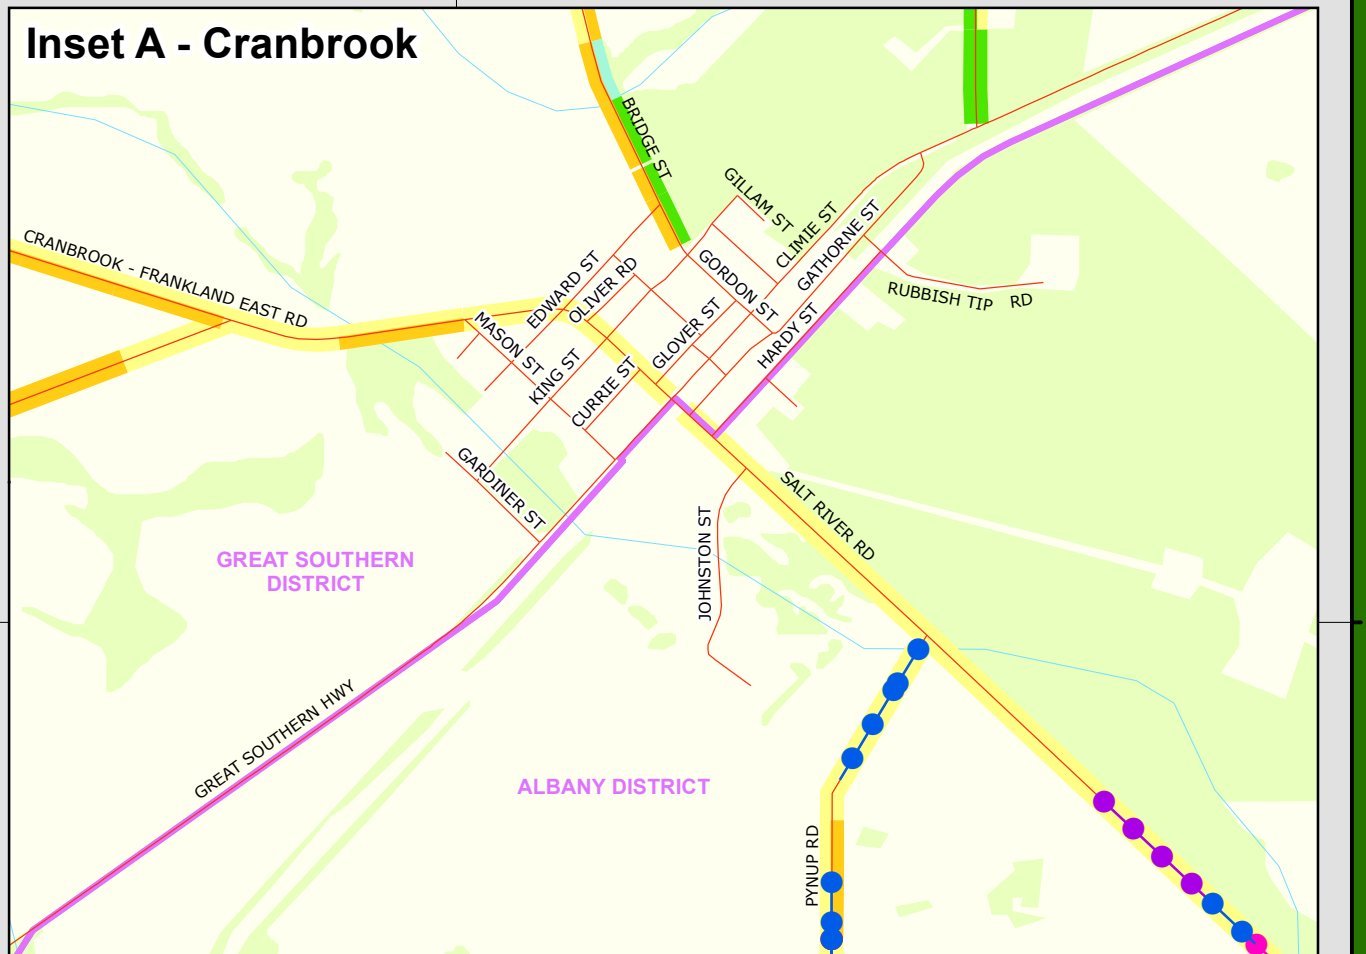 Inset A - Cranbrook
BRIDGE ST
GILLAM ST
CLIMIE ST
GATHORNE ST
CRANBROOK - FRANKLAND EAST RD
EDWARD ST
OLIVER RD
GORDON ST
RUBBISH TIP RD
MASON ST
GLOVER ST
HARDY ST
KING ST
CURRIE ST
GARDINER ST
SALT RIVER RD
JOHNSTON ST
GREAT SOUTHERN
DISTRICT
GREAT SOUTHERN HWY
ALBANY DISTRICT
PYNUP RD